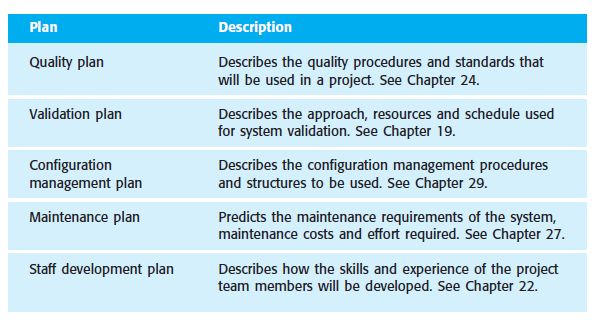 Plan Description
Quality plan Describes the quality procedures and standards that
will be used in a project. See Chapter 24.
Validation plan Describes the approach, resources and schedule used
for system validation. See Chapter 19.
Configuration Describes the configuration management procedures
management plan and structures to be used. See Chapter 29.
Maintenance plan Predicts the maintenance requirements of the system,
maintenance costs and effort required. See Chapter 27.
Staff development plan Describes how the skills and experience of the project
team members will be developed. See Chapter 22.